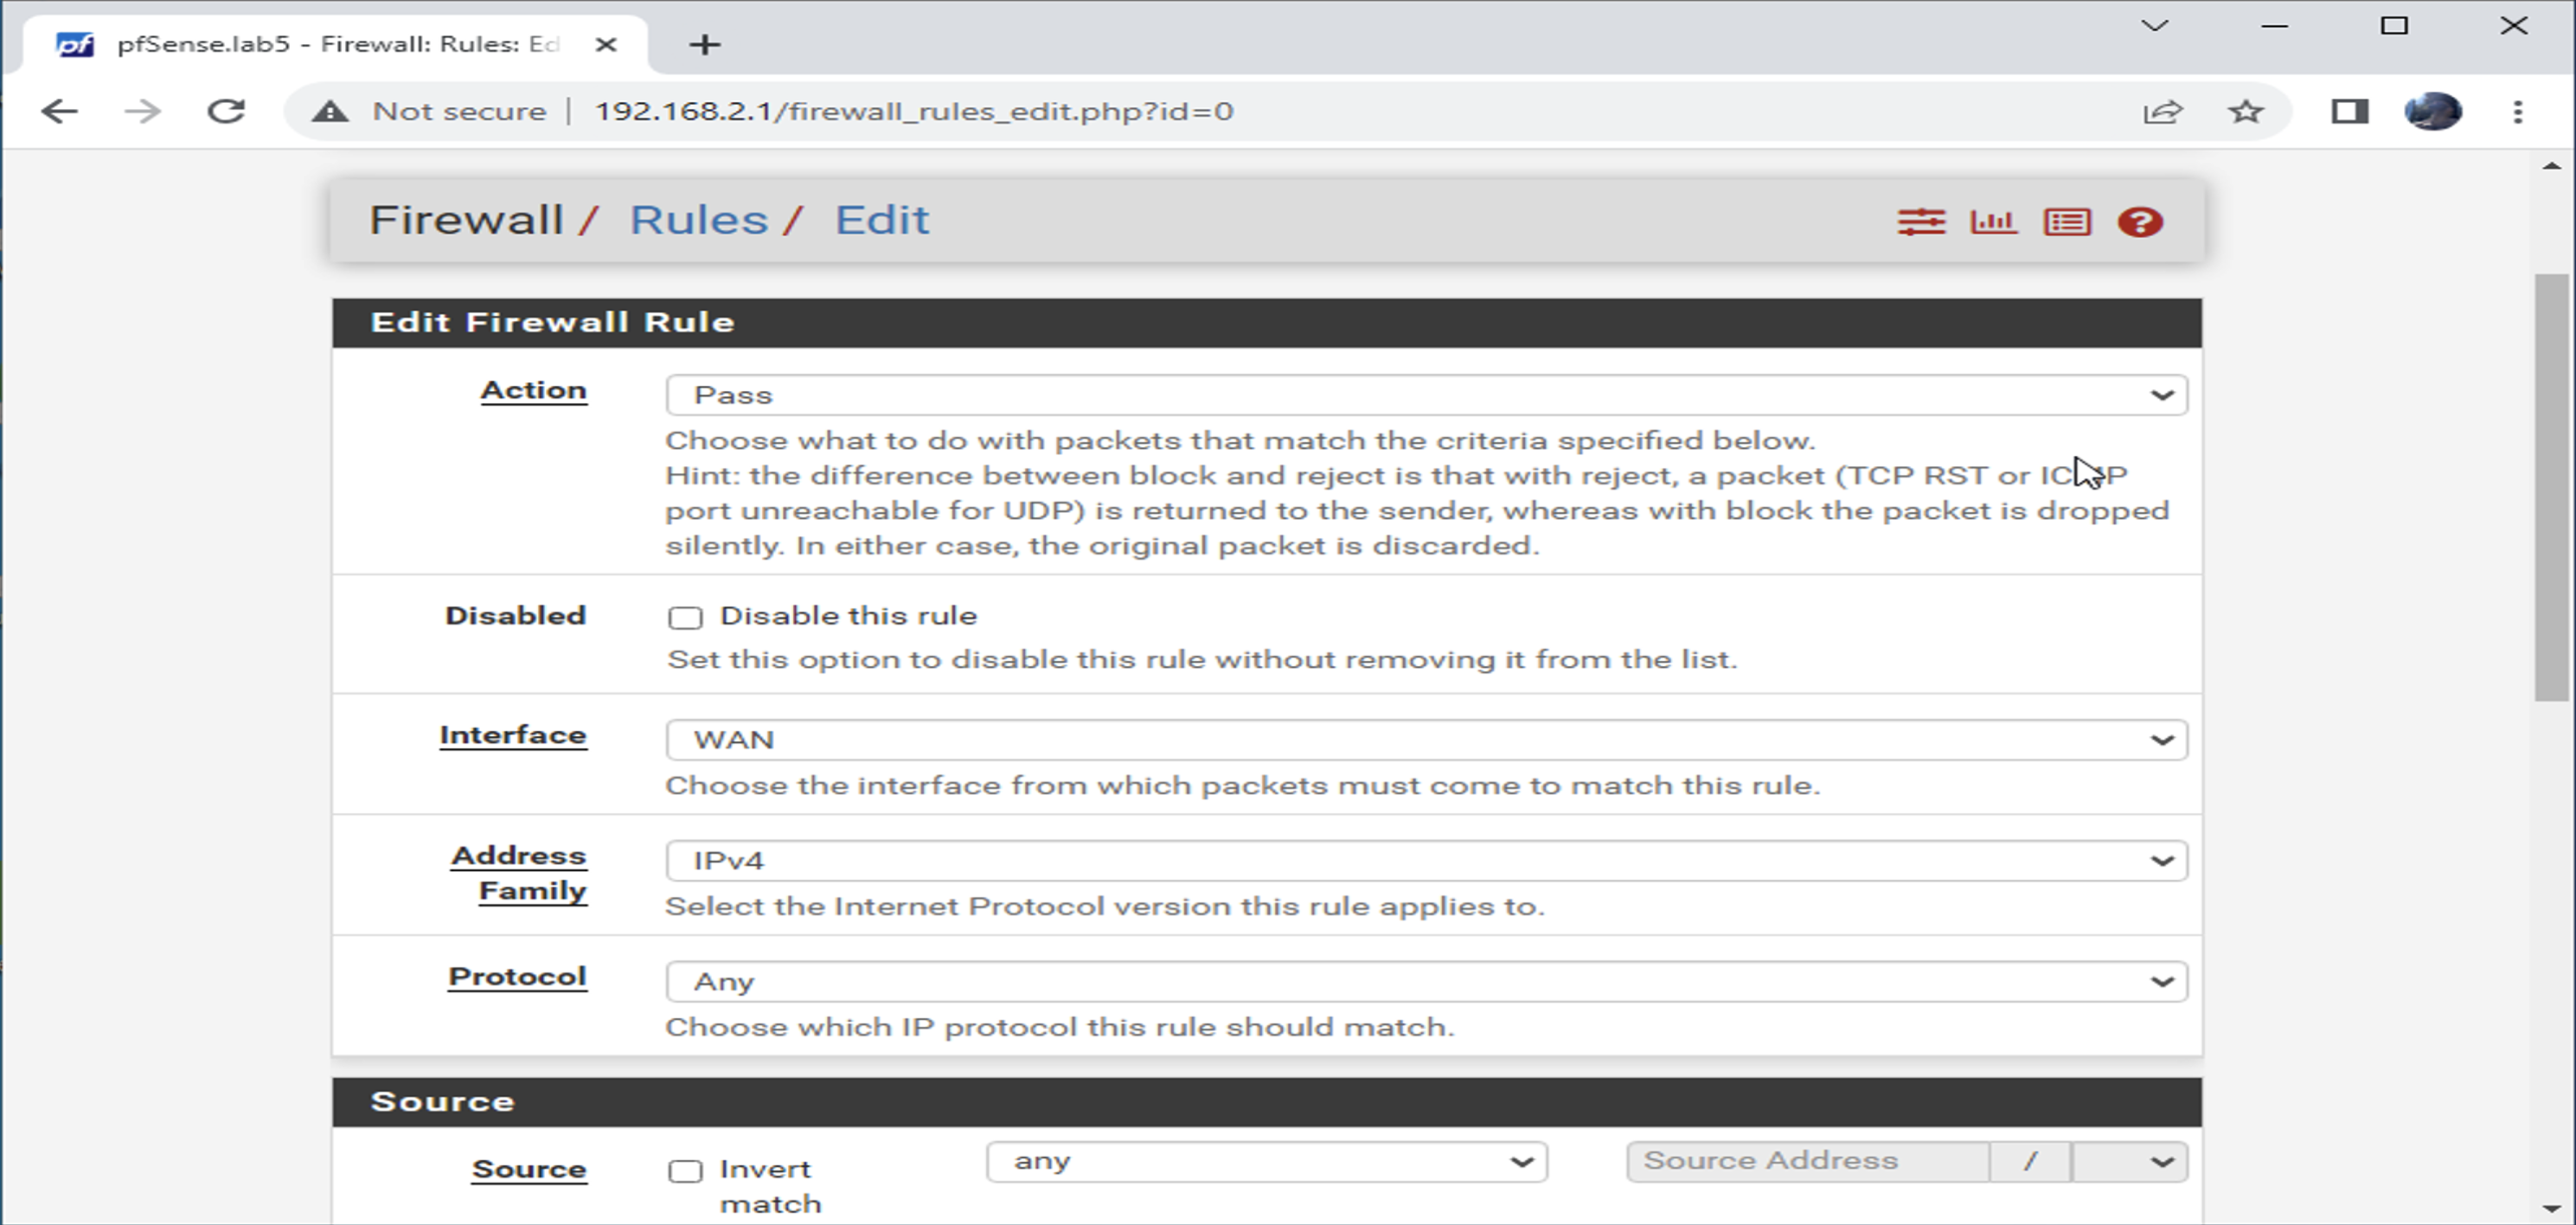 pf pfSense.lab5 - Firewall: Rules: Ed
Not secure 192.168.2.1/firewall_rules_edit.php?id=0
Firewall / Rules / Edit
Edit Firewall Rule
Action
Pass
Choose what to do with packets that match the criteria specified below.
Hint: the difference between block and reject is that with reject, a packet (TCP RST or
port unreachable for UDP) is returned to the sender, whereas with block the packet is dropped
silently. In either case, the original packet is discarded.
Disabled
Disable this rule
Set this option to disable this rule without removing it from the list.
Interface
WAN
Choose the interface from which packets must come to match this rule.
Address
Family
IPv4
Select the Internet Protocol version this rule applies to.
Protocol
Any
Choose which IP protocol this rule should match.
Source
Source
Invert
match
any
Source Address /